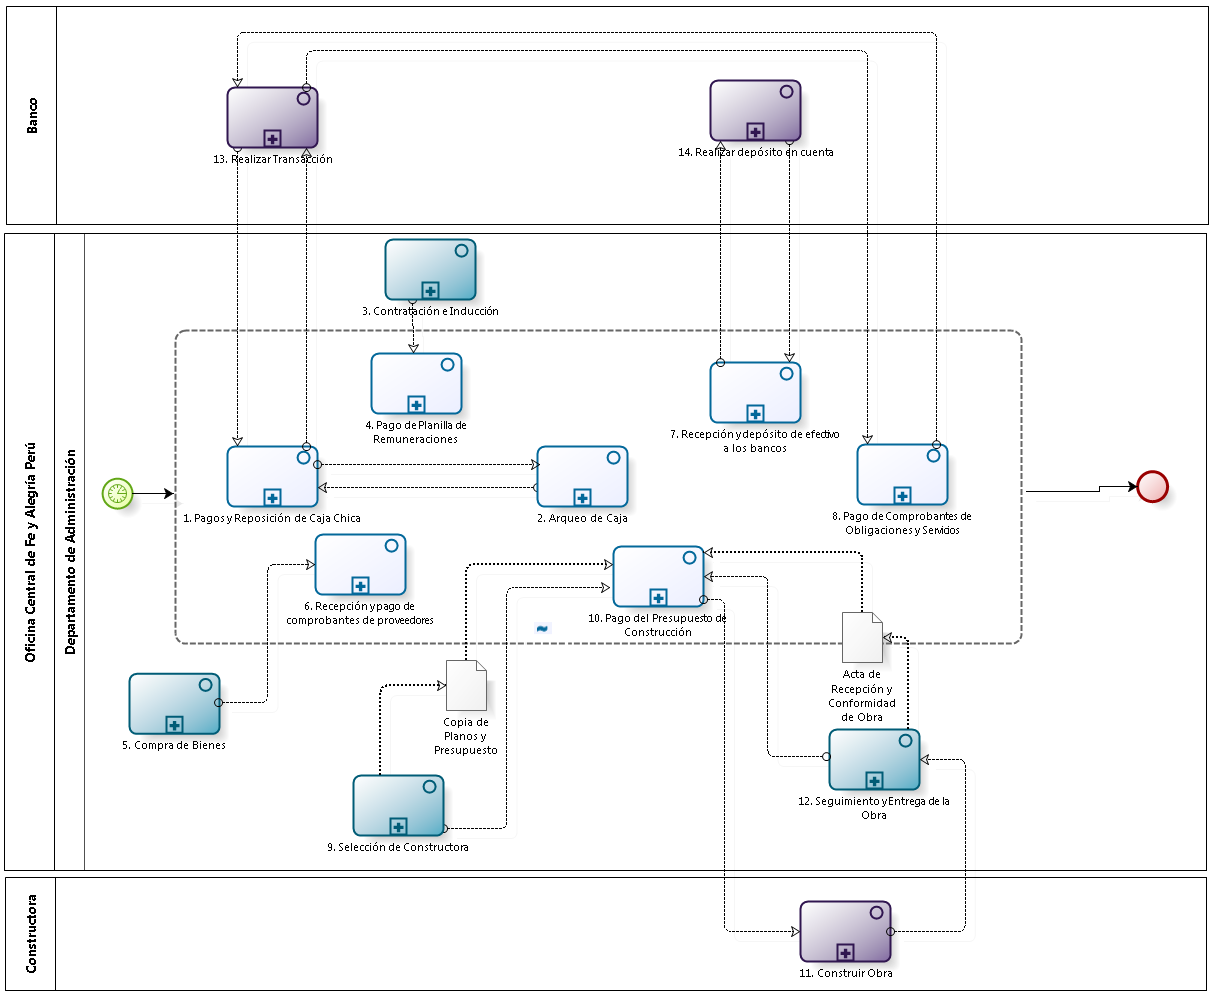 Banco
13. Realizar Transacción
14. Realizar depósito en cuenta
Oficina Central de Fe y Alegría Perú
Departamento de Administración
3. Contratación e Inducción
4. Pago de Planilla de
Remuneraciones
7. Recepción y depósito de efectivo
a los bancos
1. Pagos y Reposición de Caja Chica
2. Arqueo de Caja
8. Pago de Comprobantes de
Obligaciones y Servicios
6. Recepción y pago de
comprobantes de proveedores
10. Pago del Presupuesto de
Construcción
5. Compra de Bienes
Copia de
Planos y
Presupuesto
Acta de
Recepción y
Conformidad
de Obra
9. Selección de Constructora
12. Seguimiento y Entrega de la
Obra
Constructora
11. Construir Obra